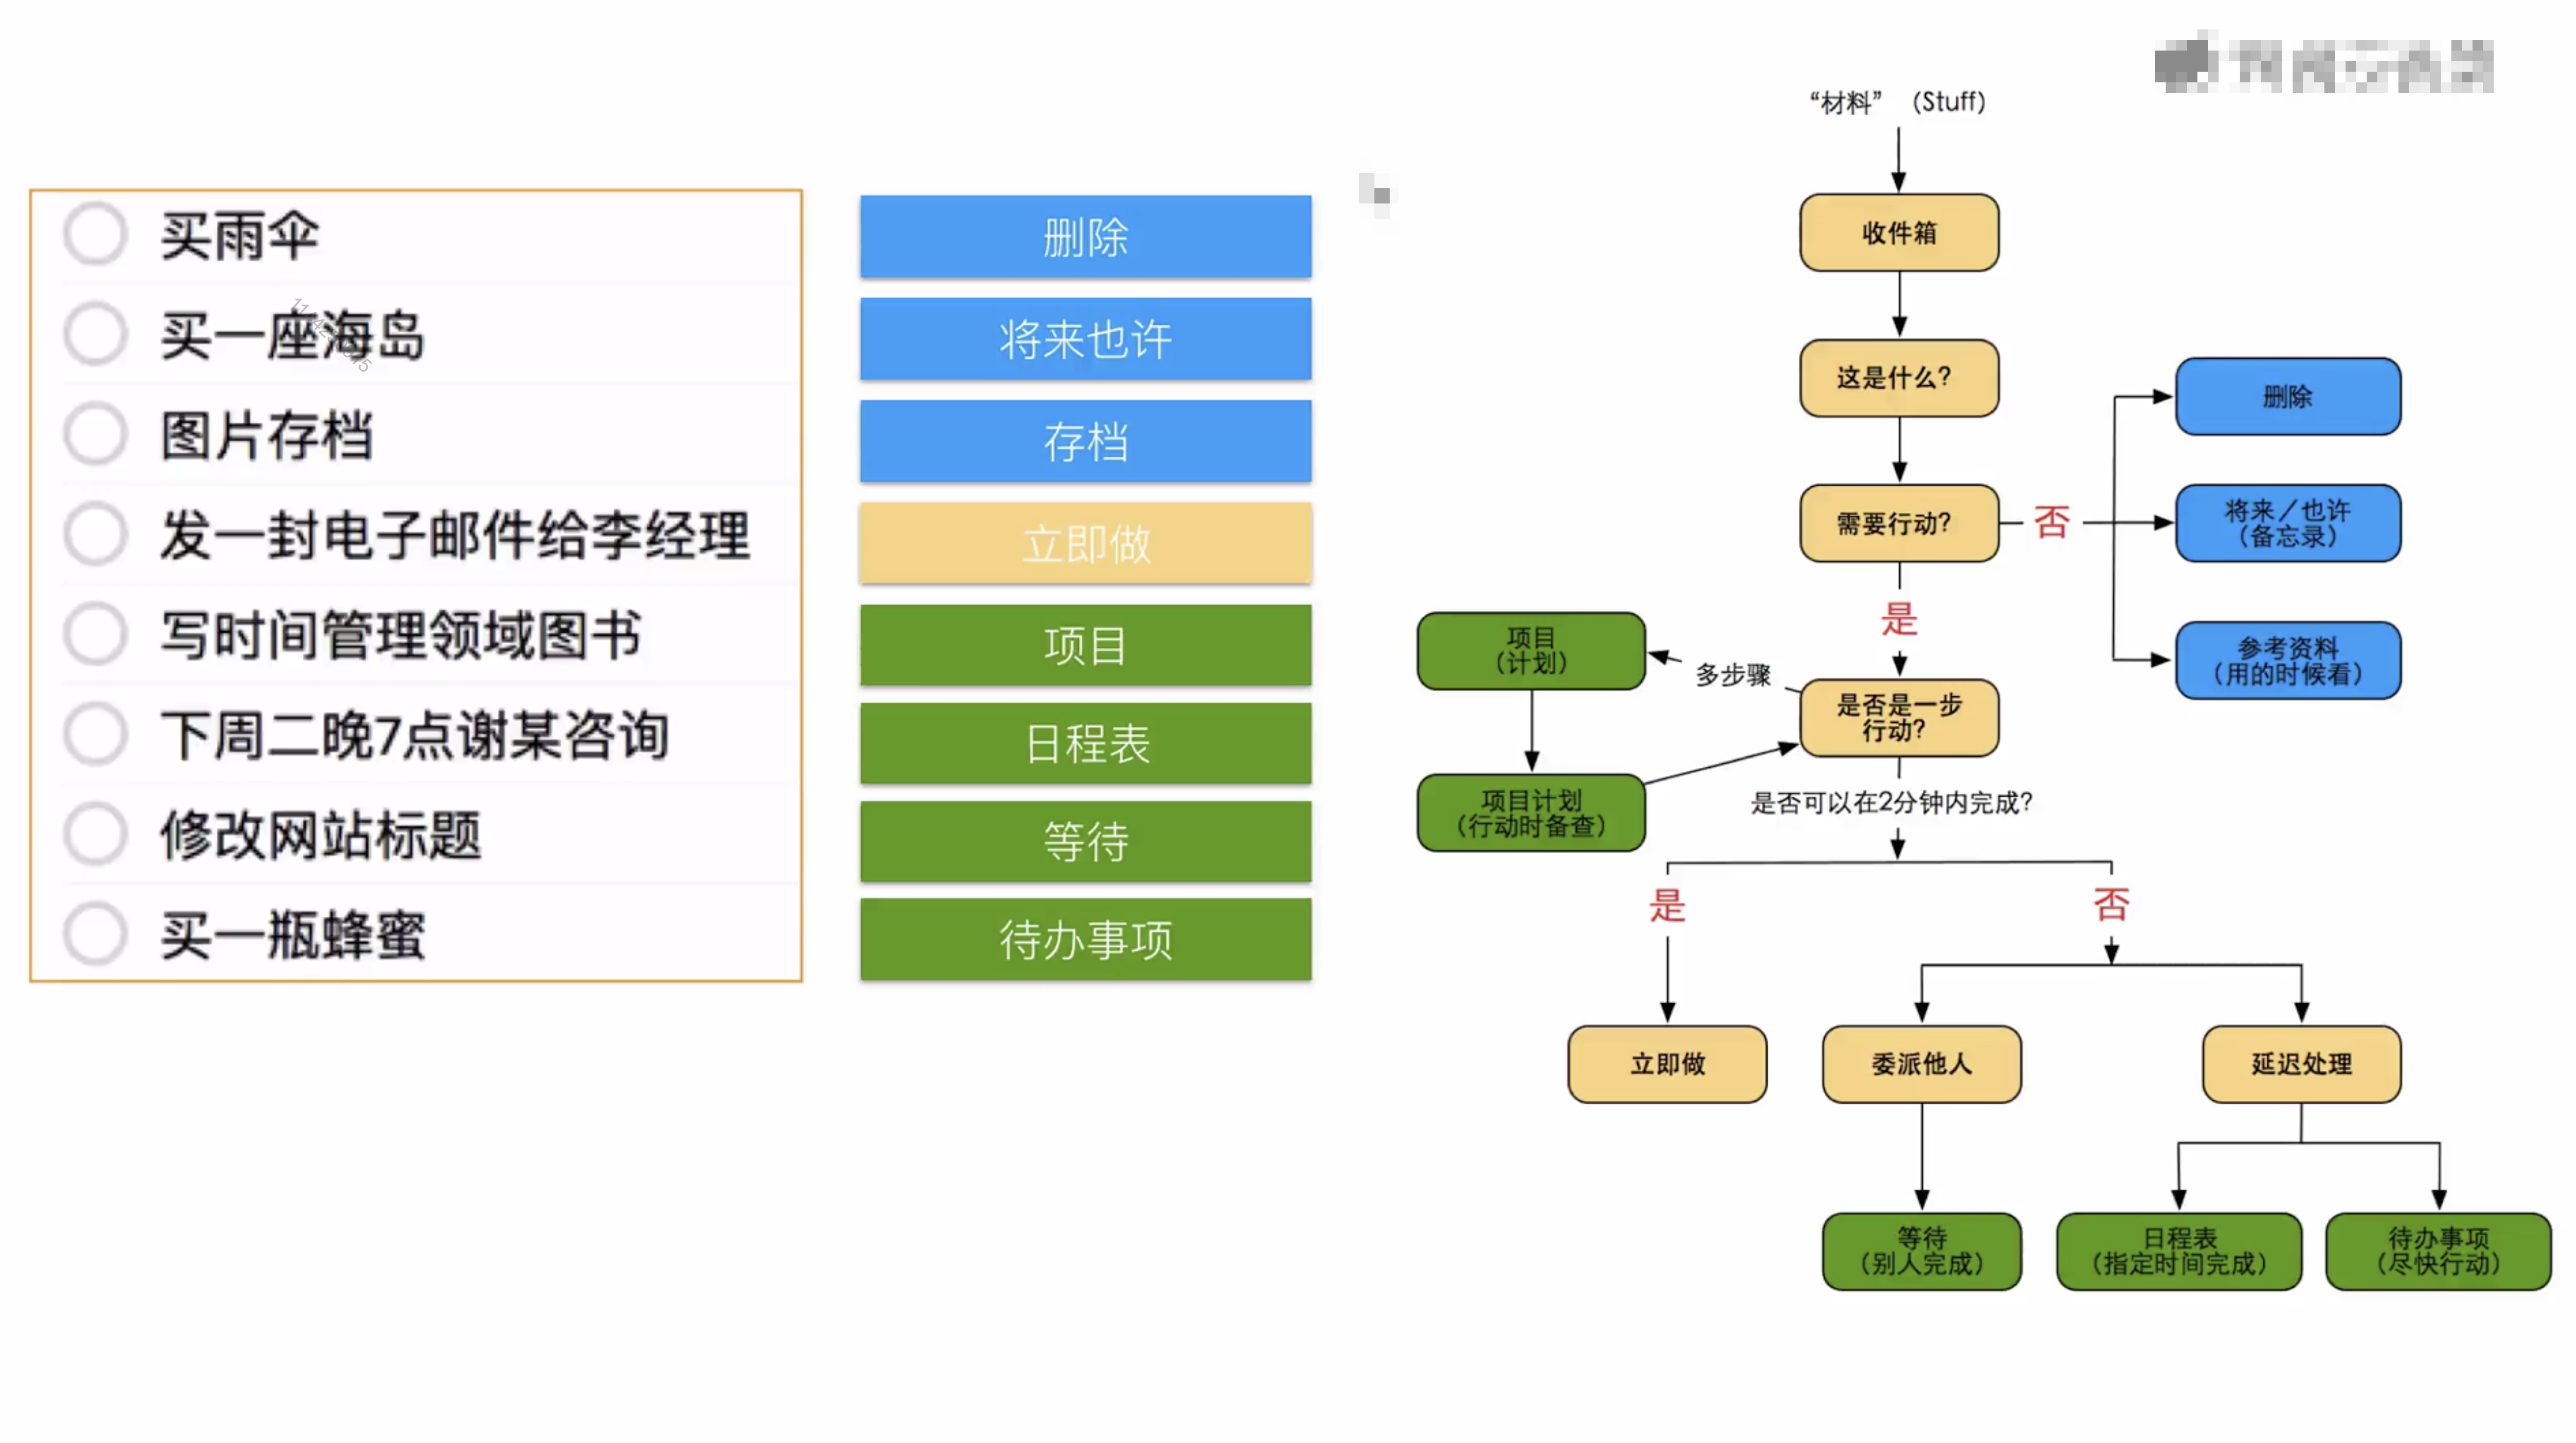 买雨伞
买一座海岛
图片存档
发一封电子邮件给李经理
写时间管理领域图书
下周二晚7点谢某咨询
修改网站标题
买一瓶蜂蜜
删除
将来也许
存档
立即做
项目
日程表
等待
待办事项
“材料” （Stuff）
收件箱
这是什么？
需要行动？
否
删除
将来／也许
（备忘录）
参考资料
（用的时候看）
是
是否是一步
行动？
多步骤
项目
（计划）
项目计划
（行动时备查）
是否可以在2分钟内完成？
是
否
立即做
委派他人
延迟处理
等待
（别人完成）
日程表
（指定时间完成）
待办事项
（尽快行动）